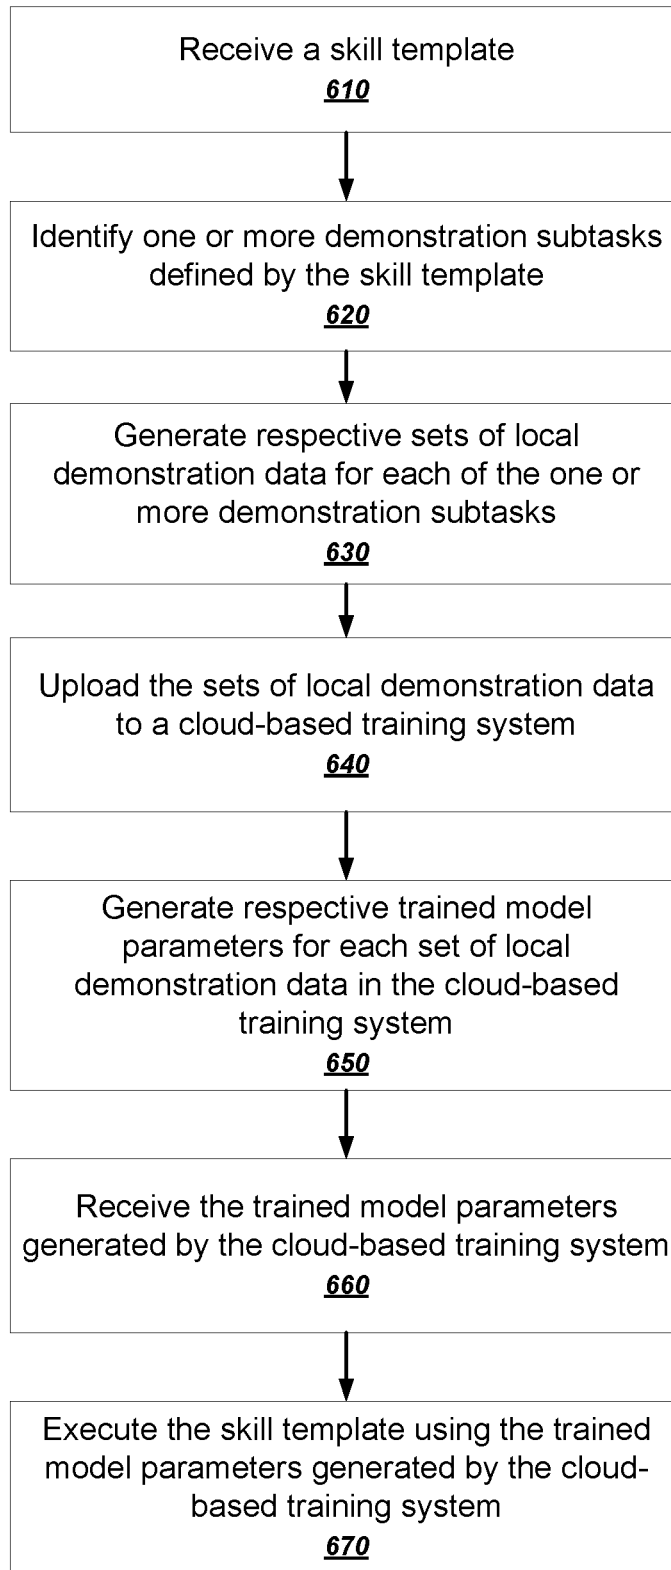 Receive a skill template
610
Identify one or more demonstration subtasks
defined by the skill template
620
Generate respective sets of local
demonstration data for each of the one or
more demonstration subtasks
630
Upload the sets of local demonstration data
to a cloud-based training system
640
Generate respective trained model
parameters for each set of local
demonstration data in the cloud-based
training system
650
Receive the trained model parameters
generated by the cloud-based training system
660
Execute the skill template using the trained
model parameters generated by the cloud-
based training system
670